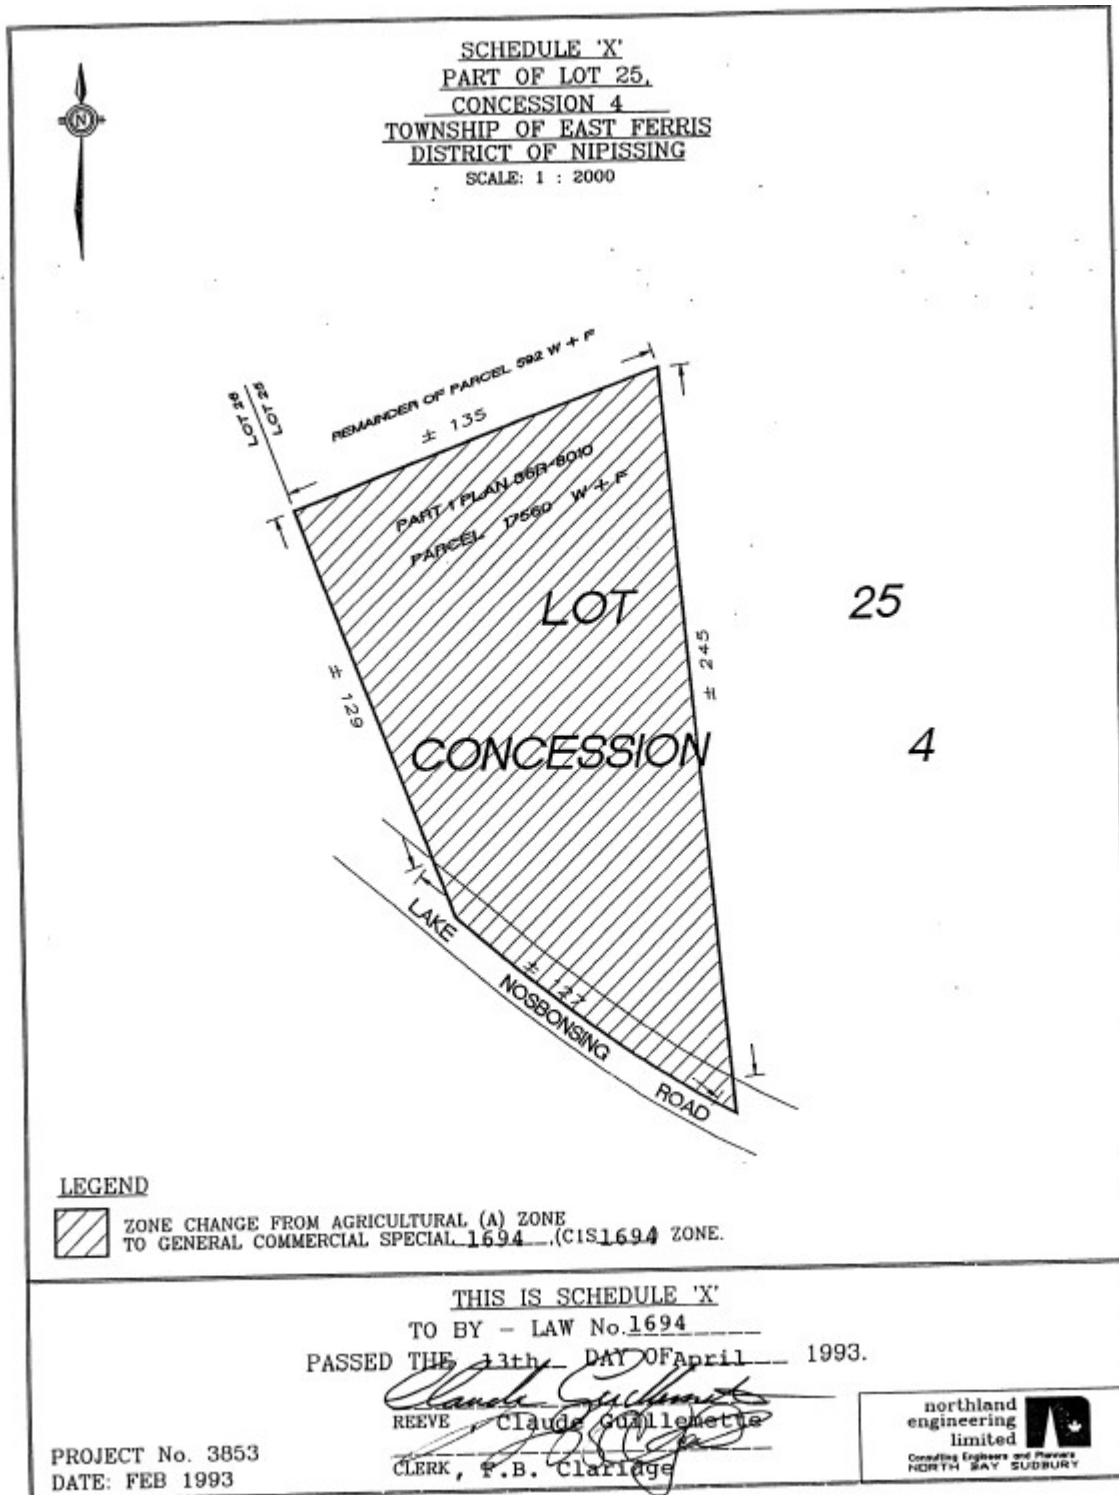 SCHEDULE 'X'
PART OF LOT 25,
CONCESSION 4
TOWNSHIP OF EAST FERRIS
DISTRICT OF NIPISSING
SCALE: 1 : 2000
N
REMAINDER OF PARCEL 592 W + F
± 135
LOT 25
LOT 26
PART 1 PLAN 36R-8010
PARCEL 17560 W + F
LOT 25
± 245
± 129
CONCESSION 4
LAKE NOSBONSING ROAD
± 127
LEGEND
ZONE CHANGE FROM AGRICULTURAL (A) ZONE
TO GENERAL COMMERCIAL SPECIAL 1694 (C1S 1694) ZONE.
THIS IS SCHEDULE 'X'
TO BY - LAW No. 1694
PASSED THE 13th DAY OF April 1993.
Claude Guillemette
REEVE , Claude Guillemette
CLERK , P.B. Claridge
PROJECT No. 3853
DATE: FEB 1993
northland
engineering
limited
Consulting Engineers and Planners
NORTH BAY SUDBURY